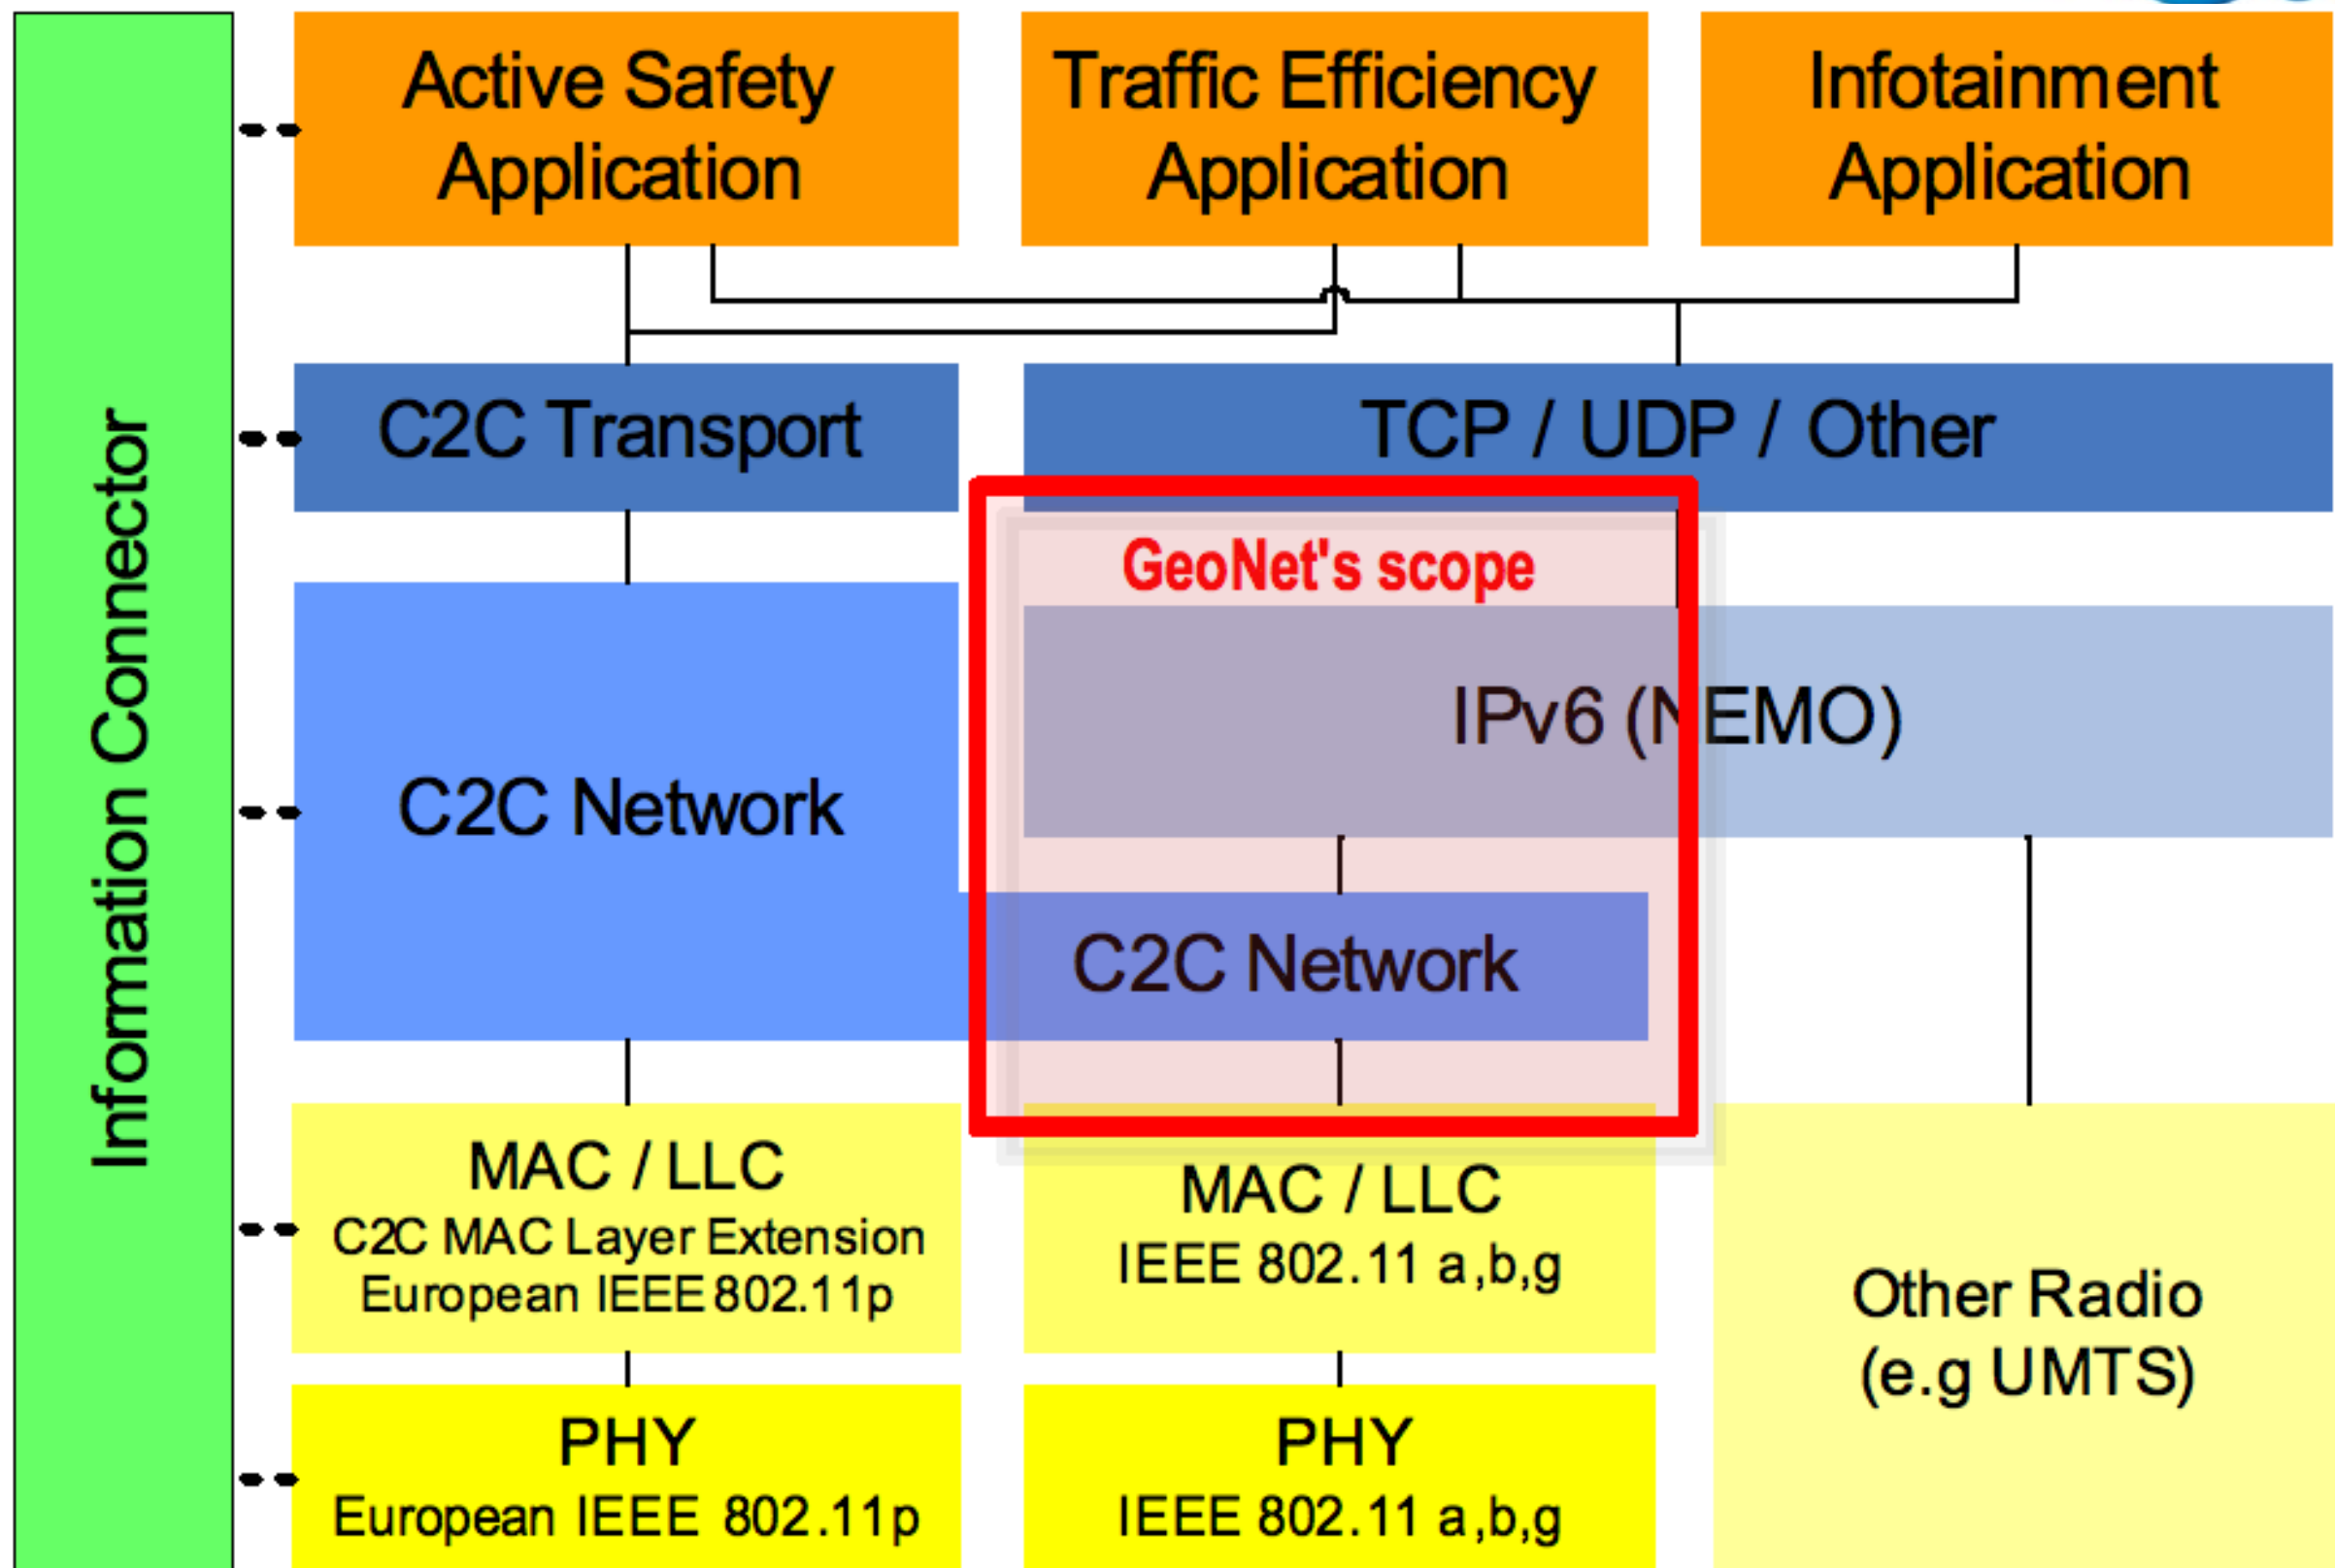 Information Connector
Active Safety
Application
Traffic Efficiency
Application
Infotainment
Application
C2C Transport
TCP / UDP / Other
GeoNet's scope
IPv6 (NEMO)
C2C Network
C2C Network
MAC / LLC
C2C MAC Layer Extension
European IEEE 802.11p
MAC / LLC
IEEE 802.11 a,b,g
Other Radio
(e.g UMTS)
PHY
European IEEE 802.11p
PHY
IEEE 802.11 a,b,g